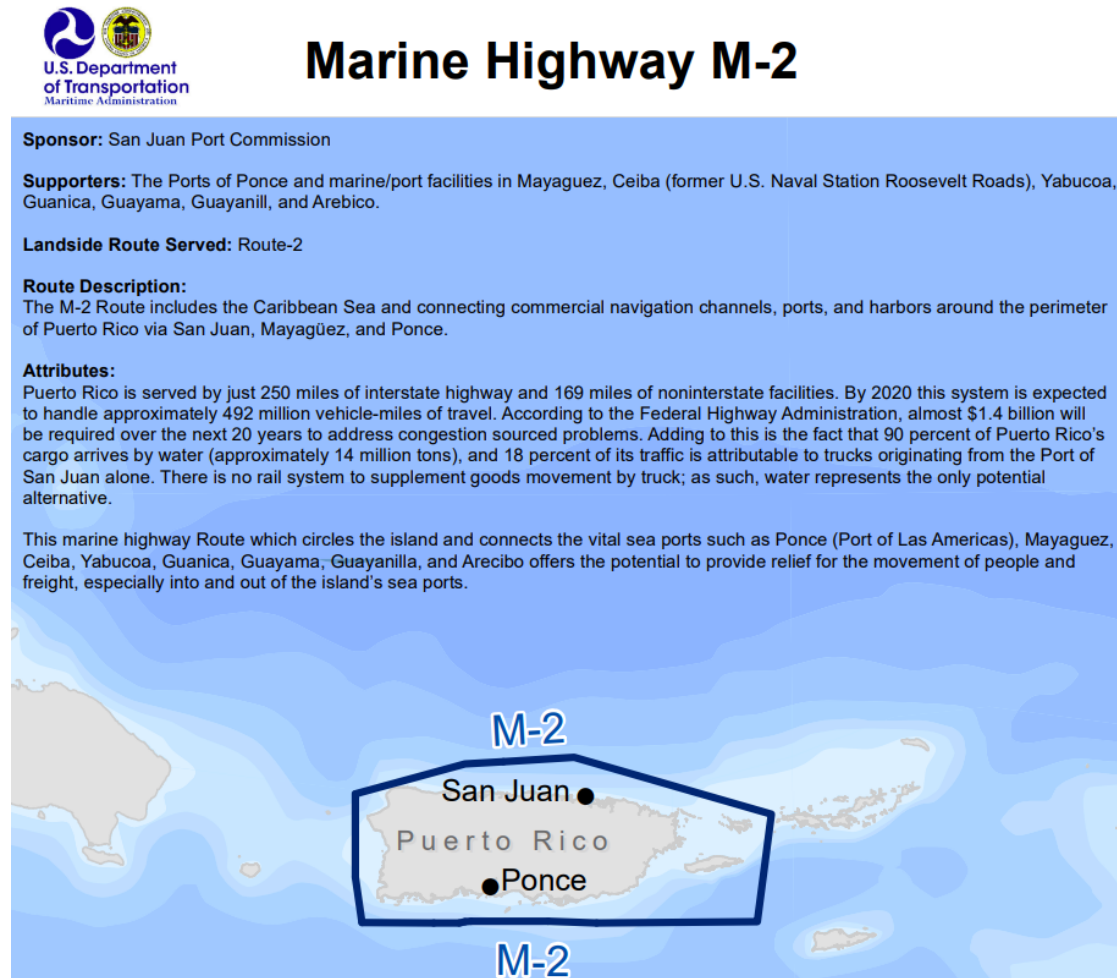 U.S. Department
of Transportation
Maritime Administration
Marine Highway M-2
Sponsor: San Juan Port Commission
Supporters: The Ports of Ponce and marine/port facilities in Mayaguez, Ceiba (former U.S. Naval Station Roosevelt Roads), Yabucoa,
Guanica, Guayama, Guayanill, and Arebico.
Landside Route Served: Route-2
Route Description:
The M-2 Route includes the Caribbean Sea and connecting commercial navigation channels, ports, and harbors around the perimeter
of Puerto Rico via San Juan, Mayagüez, and Ponce.
Attributes:
Puerto Rico is served by just 250 miles of interstate highway and 169 miles of noninterstate facilities. By 2020 this system is expected
to handle approximately 492 million vehicle-miles of travel. According to the Federal Highway Administration, almost $1.4 billion will
be required over the next 20 years to address congestion sourced problems. Adding to this is the fact that 90 percent of Puerto Rico's
cargo arrives by water (approximately 14 million tons), and 18 percent of its traffic is attributable to trucks originating from the Port of
San Juan alone. There is no rail system to supplement goods movement by truck; as such, water represents the only potential
alternative.
This marine highway Route which circles the island and connects the vital sea ports such as Ponce (Port of Las Americas), Mayaguez,
Ceiba, Yabucoa, Guanica, Guayama, Guayanilla, and Arecibo offers the potential to provide relief for the movement of people and
freight, especially into and out of the island's sea ports.
M-2
San Juan
Puerto Rico
Ponce
M-2